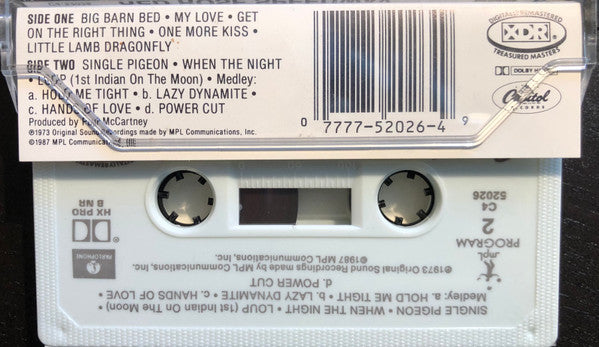 SIDE ONE BIG BARN BED • MY LOVE • GET
ON THE RIGHT THING • ONE MORE KISS •
LITTLE LAMB DRAGONFLY
SIDE TWO SINGLE PIGEON • WHEN THE NIGHT
• LOUP (1st Indian On The Moon) • Medley:
a. HOLD ME TIGHT • b. LAZY DYNAMITE •
c. HANDS OF LOVE • d. POWER CUT
Produced by Paul McCartney
℗1973 Original Sound Recordings made by MPL Communications, Inc.
©1987 MPL Communications,
0 7777-52026-4 9
DIGITALLY REMASTERED
XDR
TREASURED MASTERS
DOLBY
Capitol
RECORDS
C4
52026
2
PROGRAM
MPL
HX PRO
B NR
PARLOPHONE
℗1973 Original Sound Recordings made by MPL Communications, Inc.
©1987 MPL Communications, Inc.
SINGLE PIGEON • WHEN THE NIGHT • LOUP (1st Indian On The Moon) •
Medley: a. HOLD ME TIGHT • b. LAZY DYNAMITE • c. HANDS OF LOVE •
d. POWER CUT